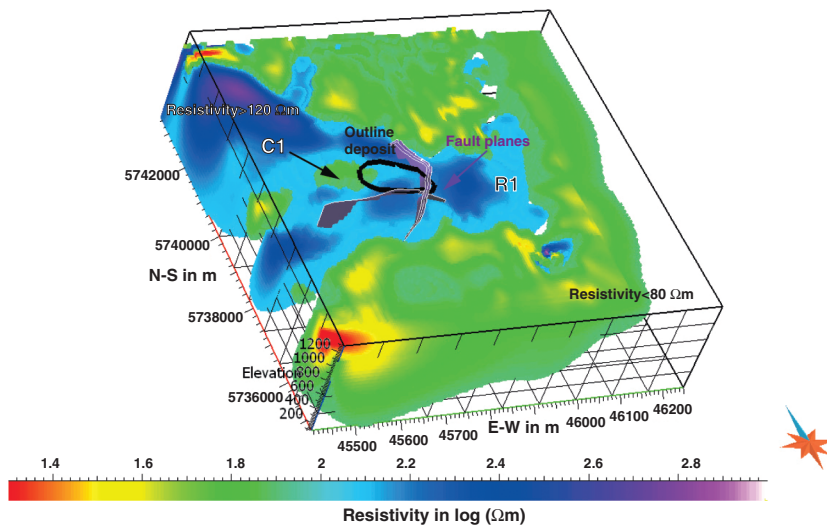 Resistivity>120 Ωm
Outline
deposit
C1
Fault planes
R1
5742000
5740000
N-S in m
5738000
Resistivity<80 Ωm
1200
1000
Elevation
800
600
5736000
400
200
45500
45600
45700
E-W in m
46000
46100
46200
1.4
1.6
1.8
2
2.2
2.4
2.6
2.8
Resistivity in log (Ωm)